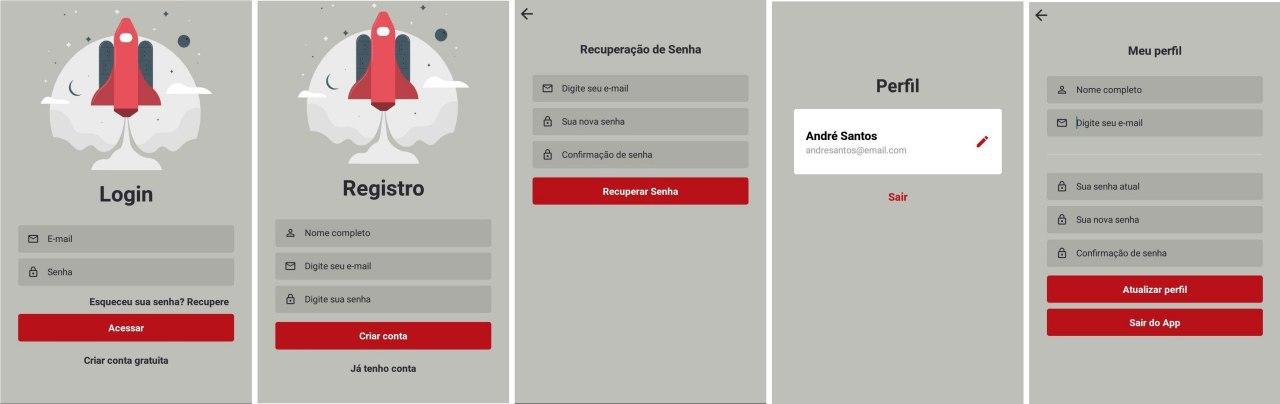 Login
E-mail
Senha
Esqueceu sua senha? Recupere
Acessar
Criar conta gratuita
Registro
Nome completo
Digite seu e-mail
Digite sua senha
Criar conta
Já tenho conta
Recuperação de Senha
Digite seu e-mail
Sua nova senha
Confirmação de senha
Recuperar Senha
Perfil
André Santos
andresantos@email.com
Sair
Meu perfil
Nome completo
Digite seu e-mail
Sua senha atual
Sua nova senha
Confirmação de senha
Atualizar perfil
Sair do App